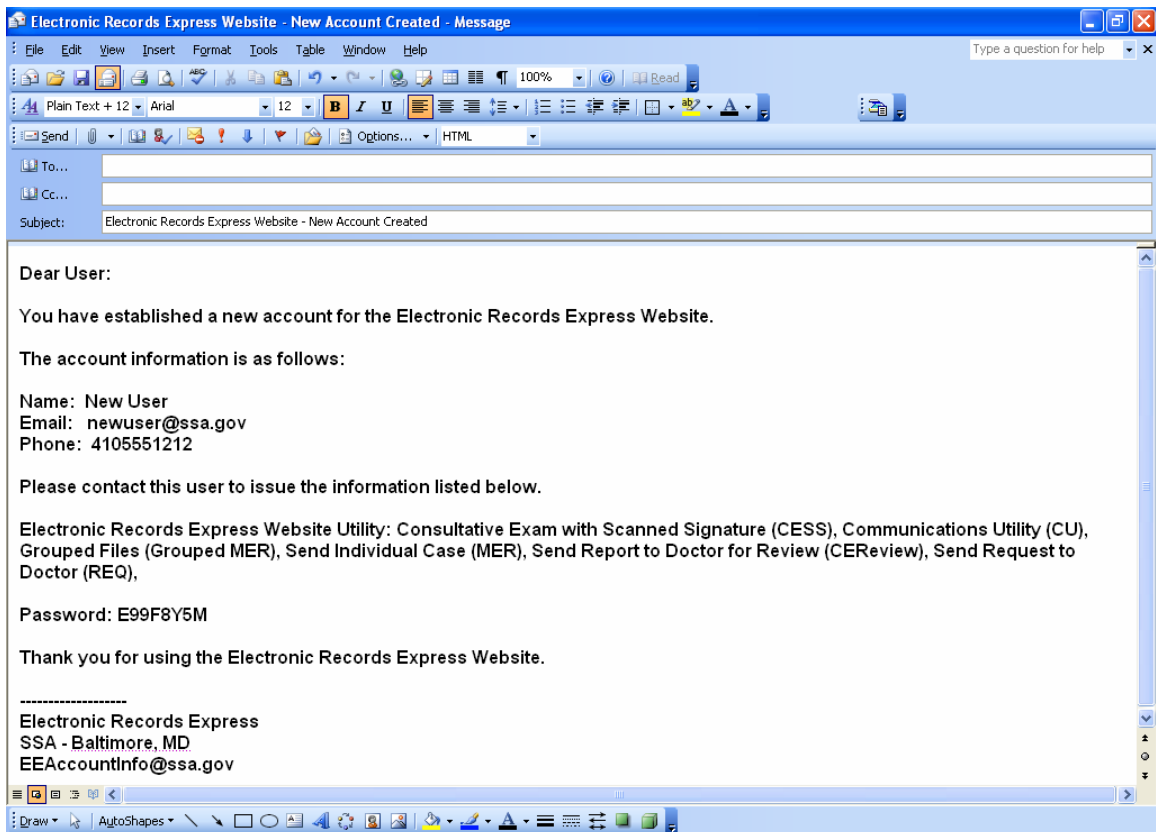 Electronic Records Express Website - New Account Created - Message
File Edit View Insert Format Tools Table Window Help Type a question for help
100% Read
Plain Text + 12 Arial 12 B I U A
Send Options... HTML
To...
Cc...
Subject: Electronic Records Express Website - New Account Created
Dear User:
You have established a new account for the Electronic Records Express Website.
The account information is as follows:
Name: New User
Email: newuser@ssa.gov
Phone: 4105551212
Please contact this user to issue the information listed below.
Electronic Records Express Website Utility: Consultative Exam with Scanned Signature (CESS), Communications Utility (CU),
Grouped Files (Grouped MER), Send Individual Case (MER), Send Report to Doctor for Review (CEReview), Send Request to
Doctor (REQ),
Password: E99F8Y5M
Thank you for using the Electronic Records Express Website.
-------------------
Electronic Records Express
SSA - Baltimore, MD
EEAccountInfo@ssa.gov
Draw AutoShapes